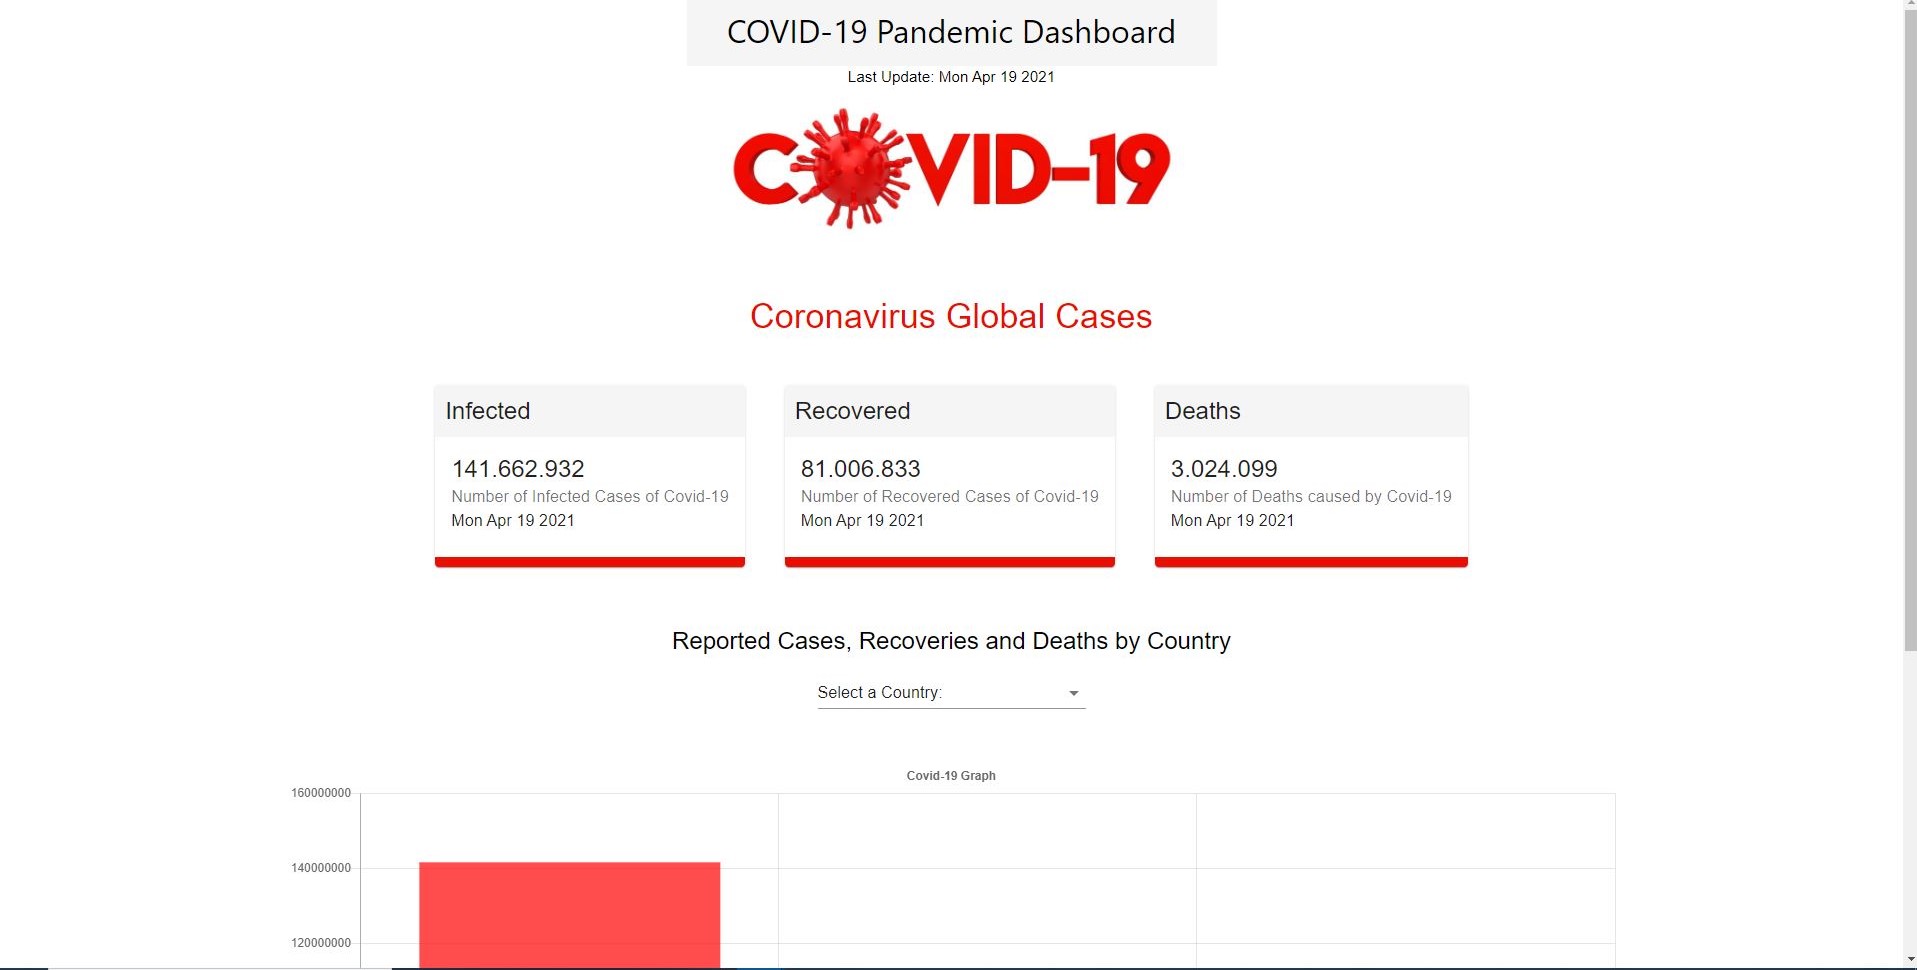 COVID-19 Pandemic Dashboard
Last Update: Mon Apr 19 2021
COVID-19
Coronavirus Global Cases
Infected
141.662.932
Number of Infected Cases of Covid-19
Mon Apr 19 2021
Recovered
81.006.833
Number of Recovered Cases of Covid-19
Mon Apr 19 2021
Deaths
3.024.099
Number of Deaths caused by Covid-19
Mon Apr 19 2021
Reported Cases, Recoveries and Deaths by Country
Select a Country:
Covid-19 Graph
160000000
140000000
120000000